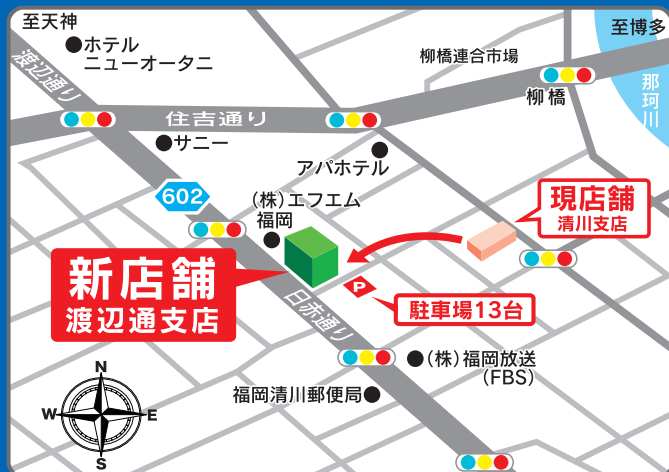 至天神
ホテル
ニューオータニ
渡辺通り
至博多
柳橋連合市場
柳橋
那珂川
住吉通り
サニー
アパホテル
602
(株)エフエム
福岡
現店舗
清川支店
新店舗
渡辺通支店
P
駐車場13台
日赤通り
(株)福岡放送
(FBS)
福岡清川郵便局
N
W
E
S